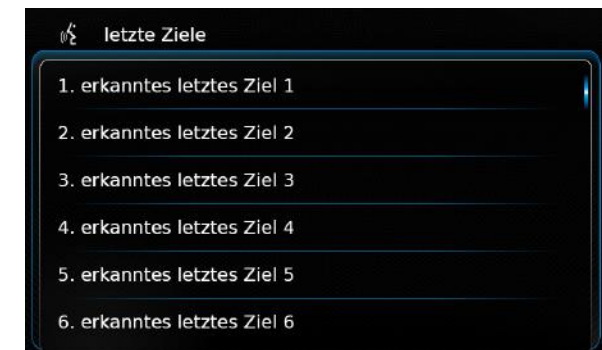 letzte Ziele
1. erkanntes letztes Ziel 1
2. erkanntes letztes Ziel 2
3. erkanntes letztes Ziel 3
4. erkanntes letztes Ziel 4
5. erkanntes letztes Ziel 5
6. erkanntes letztes Ziel 6